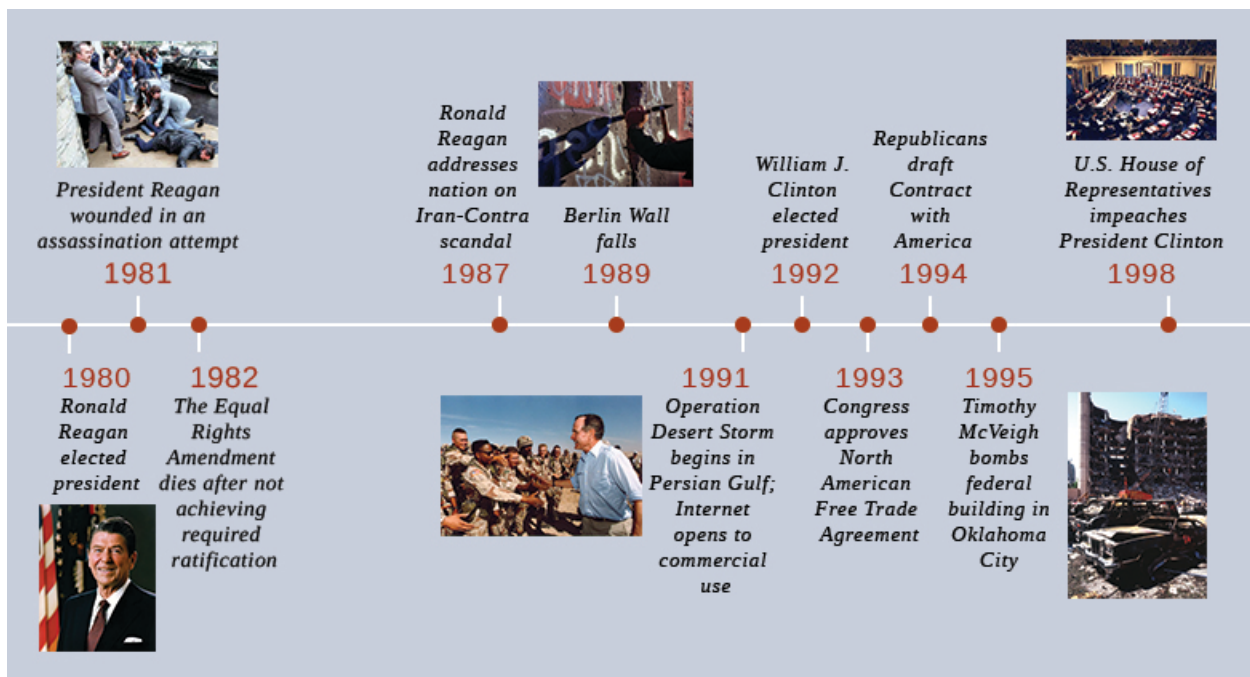 President Reagan
wounded in an
assassination attempt
1981
Ronald
Reagan
addresses
nation on
Iran-Contra
scandal
1987
Berlin Wall
falls
1989
William J.
Clinton
elected
president
1992
Republicans
draft
Contract
with
America
1994
U.S. House of
Representatives
impeaches
President Clinton
1998
1980
Ronald
Reagan
elected
president
1982
The Equal
Rights
Amendment
dies after not
achieving
required
ratification
1991
Operation
Desert Storm
begins in
Persian Gulf;
Internet
opens to
commercial
use
1993
Congress
approves
North
American
Free Trade
Agreement
1995
Timothy
McVeigh
bombs
federal
building in
Oklahoma
City